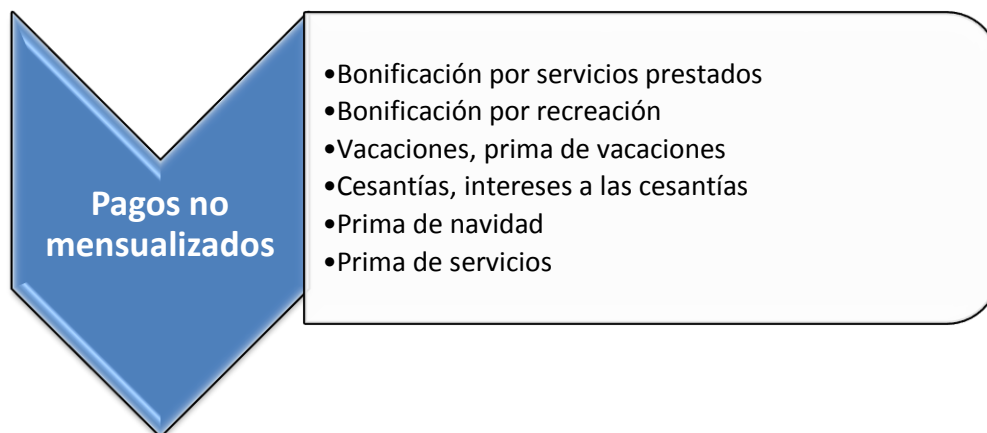 Pagos no
mensualizados
•Bonificación por servicios prestados
•Bonificación por recreación
•Vacaciones, prima de vacaciones
•Cesantías, intereses a las cesantías
•Prima de navidad
•Prima de servicios